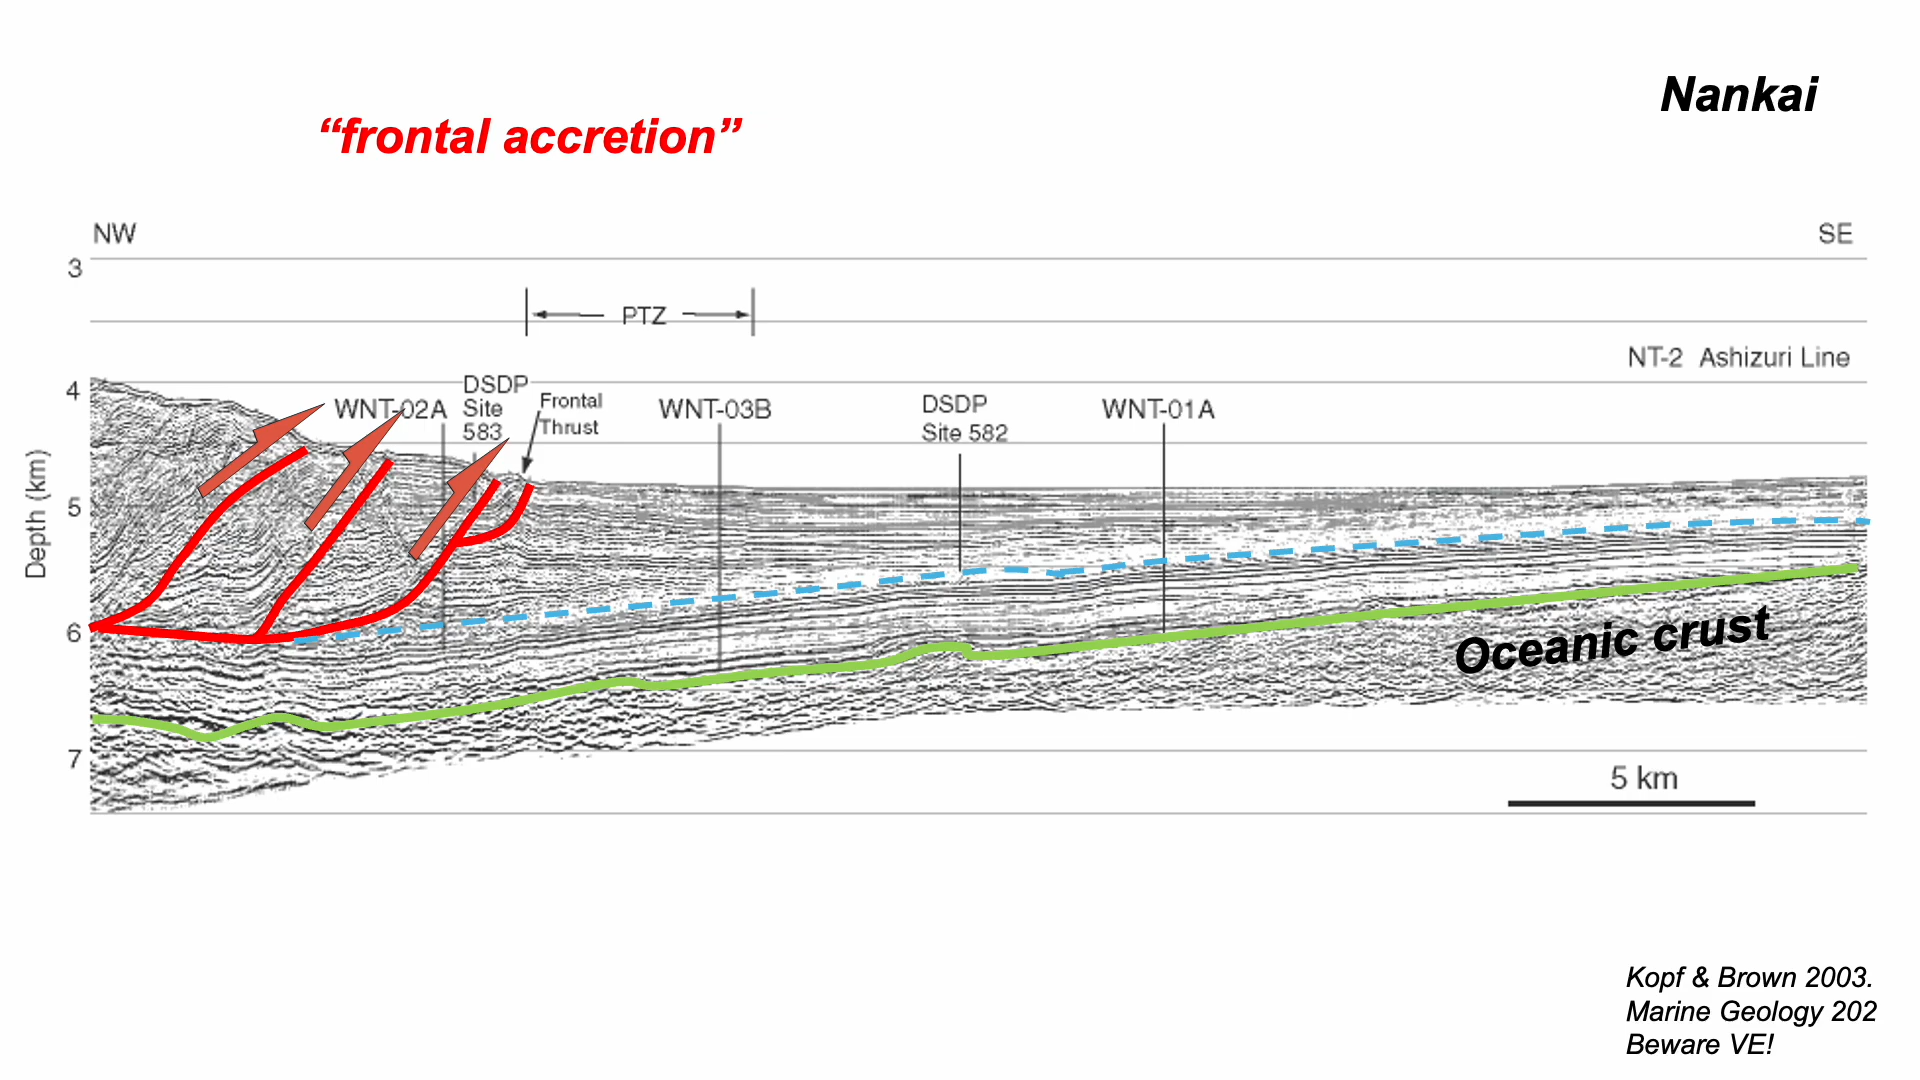 Nankai
“frontal accretion”
NW
SE
3
PTZ
NT-2 Ashizuri Line
4
DSDP
Site
583
WNT-02A
Frontal
Thrust
WNT-03B
DSDP
Site 582
WNT-01A
Depth (km)
5
6
Oceanic crust
7
5 km
Kopf & Brown 2003.
Marine Geology 202
Beware VE!